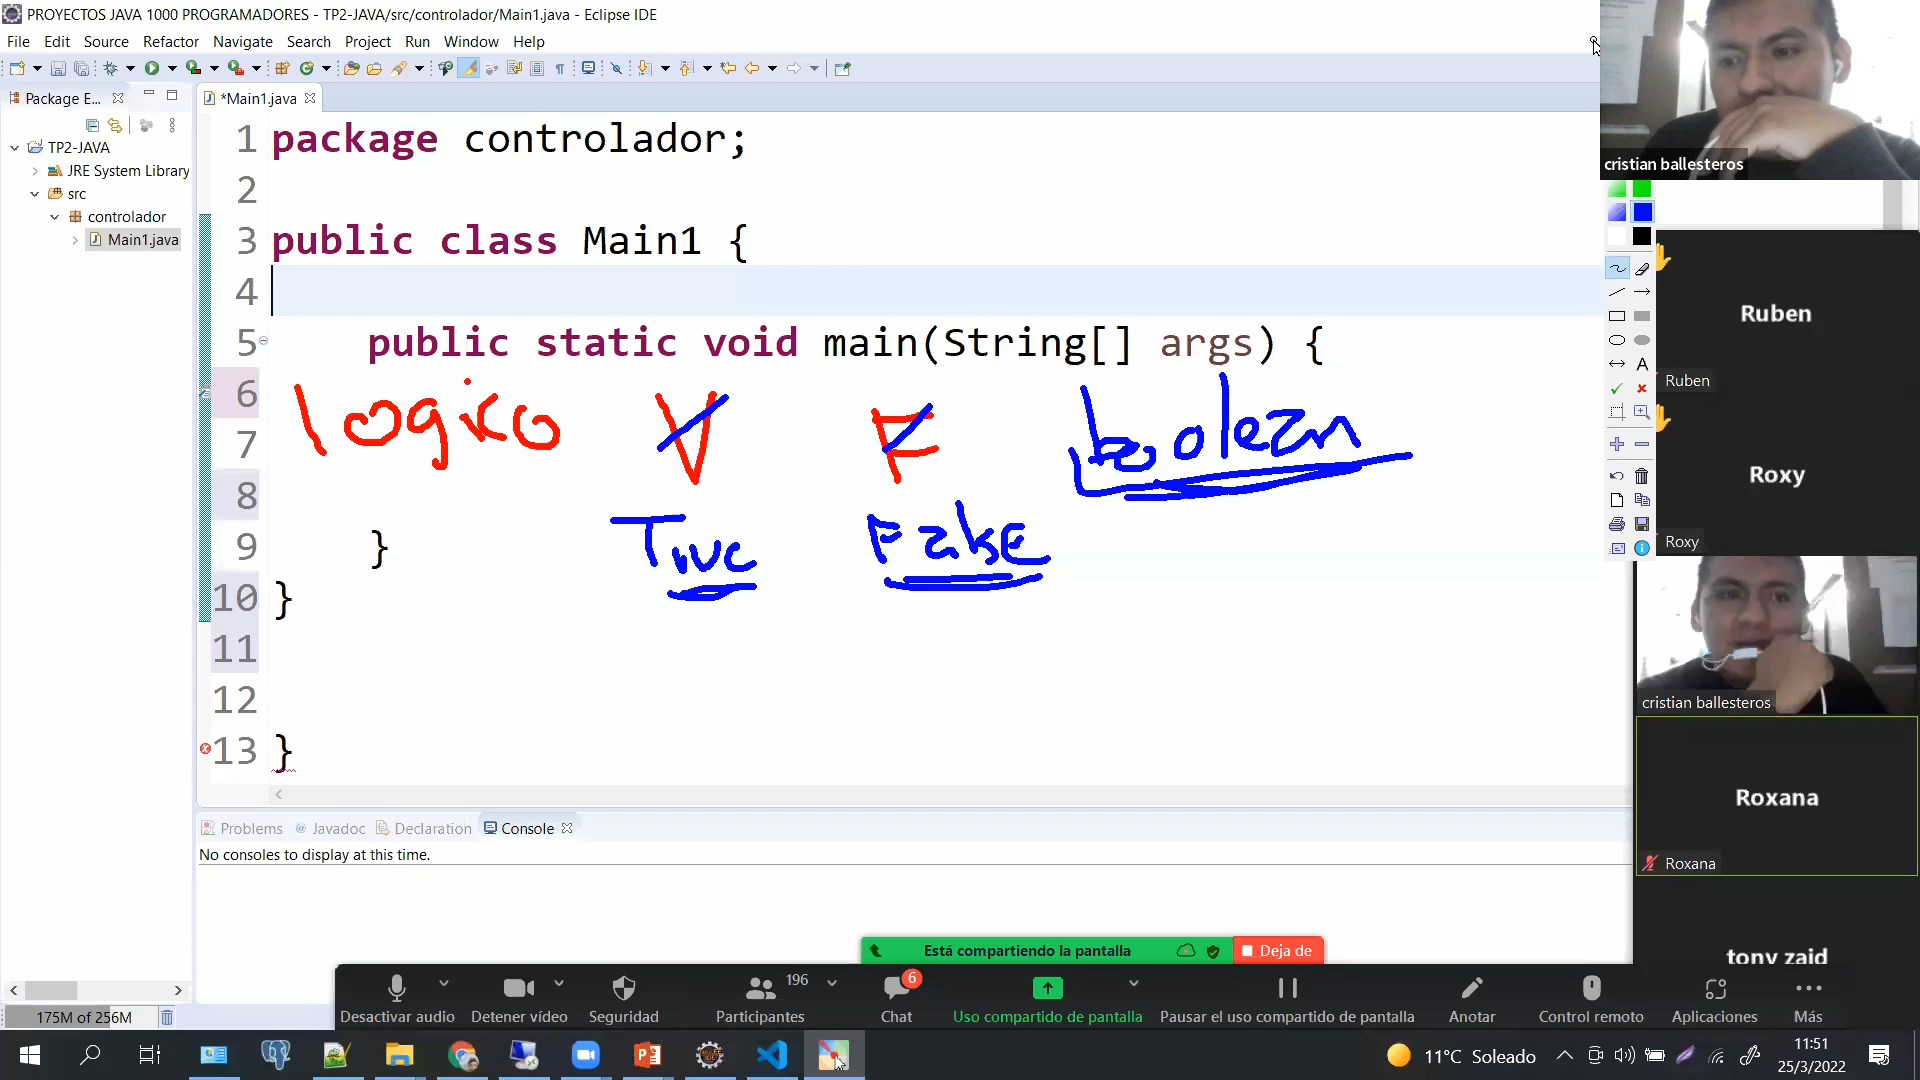 PROYECTOS JAVA 1000 PROGRAMADORES - TP2-JAVA/src/controlador/Main1.java - Eclipse IDE
File Edit Source Refactor Navigate Search Project Run Window Help
Package E...
*Main1.java
TP2-JAVA
JRE System Library
src
controlador
Main1.java
1 package controlador;
2
3 public class Main1 {
4
5 public static void main(String[] args) {
6
7
8
9 }
10 }
11
12
13 }
logico V F boolean
True False
Problems Javadoc Declaration Console
No consoles to display at this time.
175M of 256M
cristian ballesteros
A
Ruben
Ruben
Roxy
Roxy
cristian ballesteros
Roxana
Roxana
tony zaid
Está compartiendo la pantalla Deja de
196 6
Desactivar audio Detener vídeo Seguridad Participantes Chat Uso compartido de pantalla Pausar el uso compartido de pantalla Anotar Control remoto Aplicaciones Más
11°C Soleado
11:51
25/3/2022